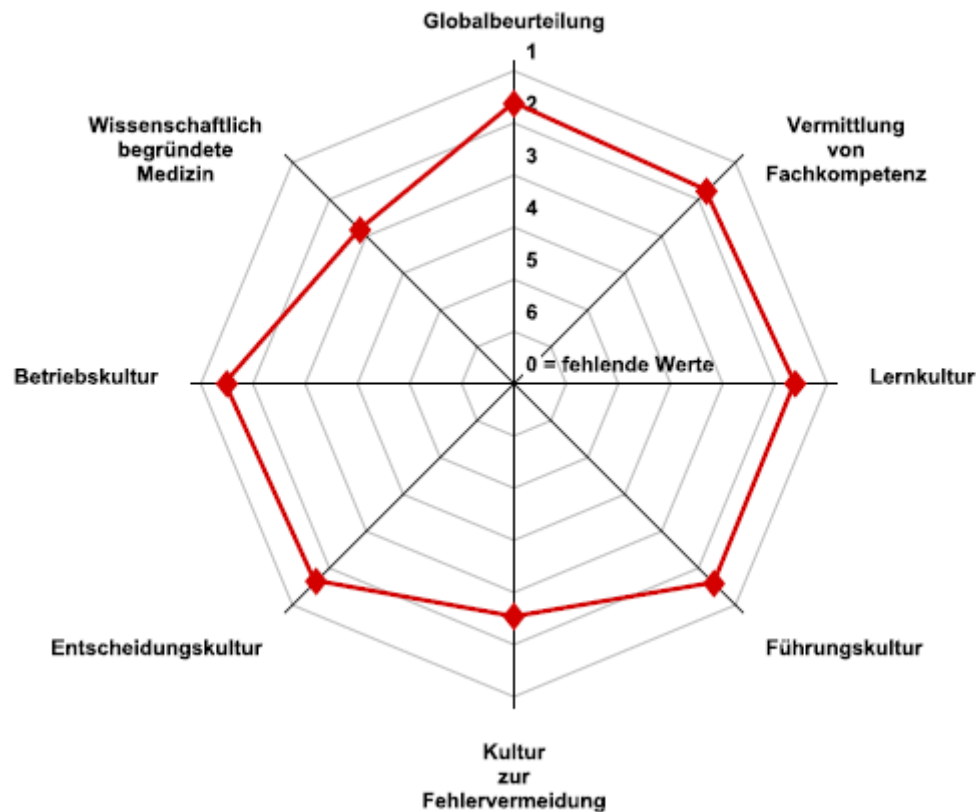 Globalbeurteilung
1
2
3
4
5
6
0 = fehlende Werte
Vermittlung
von
Fachkompetenz
Lernkultur
Führungskultur
Kultur
zur
Fehlervermeidung
Entscheidungskultur
Betriebskultur
Wissenschaftlich
begründete
Medizin